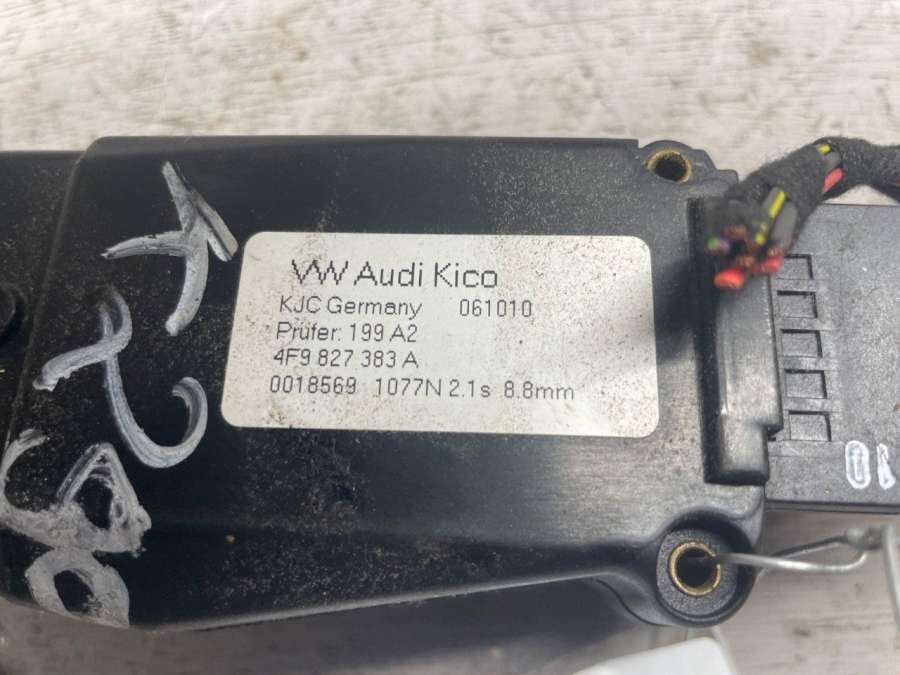 VW Audi Kico
KJC Germany 061010
Prüfer: 199 A2
4F9 827 383 A
0018569 1077N 2.1s 8.8mm